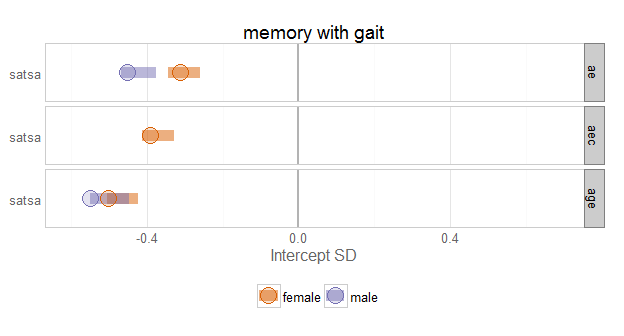 memory with gait
satsa
ae
satsa
aec
satsa
age
-0.4 0.0 0.4
Intercept SD
female male